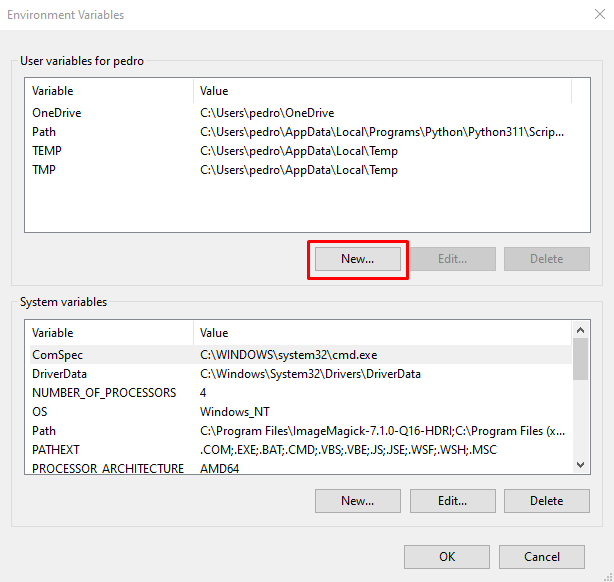 Environment Variables
User variables for pedro
Variable Value
OneDrive C:\Users\pedro\OneDrive
Path C:\Users\pedro\AppData\Local\Programs\Python\Python311\Scrip...
TEMP C:\Users\pedro\AppData\Local\Temp
TMP C:\Users\pedro\AppData\Local\Temp
New... Edit... Delete
System variables
Variable Value
ComSpec C:\WINDOWS\system32\cmd.exe
DriverData C:\Windows\System32\Drivers\DriverData
NUMBER_OF_PROCESSORS 4
OS Windows_NT
Path C:\Program Files\ImageMagick-7.1.0-Q16-HDRI;C:\Program Files (x...
PATHEXT .COM;.EXE;.BAT;.CMD;.VBS;.VBE;.JS;.JSE;.WSF;.WSH;.MSC
PROCESSOR_ARCHITECTURE AMD64
New... Edit... Delete
OK Cancel